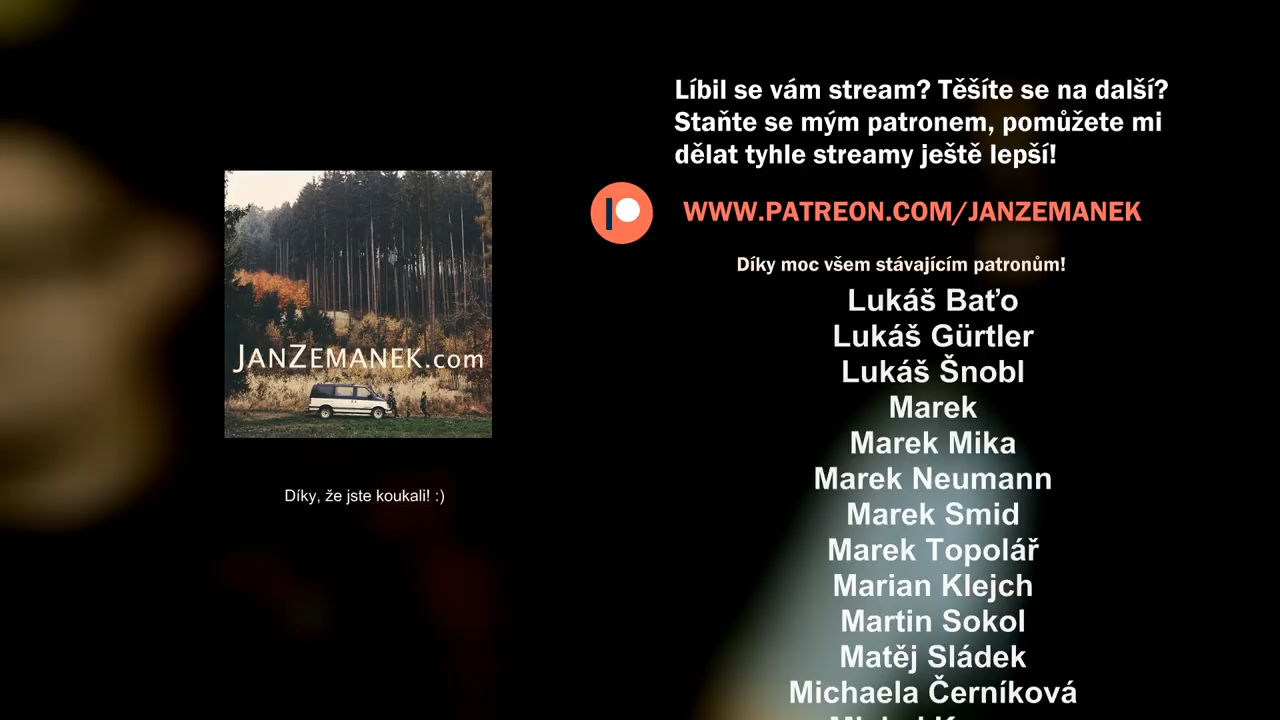 Líbil se vám stream? Těšíte se na další?
Staňte se mým patronem, pomůžete mi
dělat tyhle streamy ještě lepší!
WWW.PATREON.COM/JANZEMANEK
Díky moc všem stávajícím patronům!
JANZEMANEK.com
Díky, že jste koukali! :)
Lukáš Baťo
Lukáš Gürtler
Lukáš Šnobl
Marek
Marek Mika
Marek Neumann
Marek Smid
Marek Topolář
Marian Klejch
Martin Sokol
Matěj Sládek
Michaela Černíková